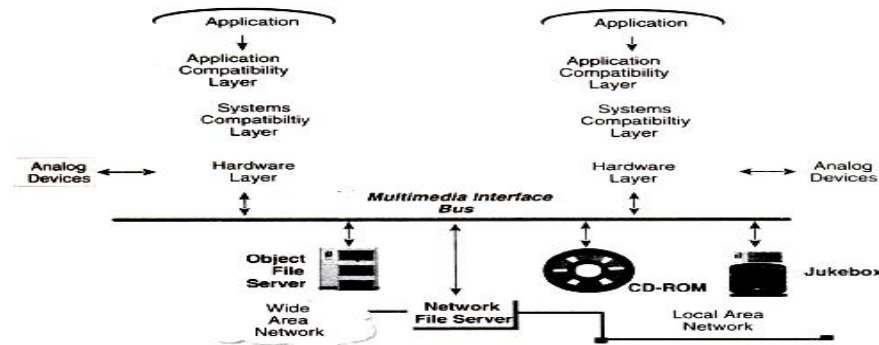 Application
Application
Compatibility
Layer
Systems
Compatibiltiy
Layer
Analog
Devices
Hardware
Layer
Application
Application
Compatibility
Layer
Systems
Compatibiltiy
Layer
Hardware
Layer
Analog
Devices
Multimedia Interface
Bus
Object
File
Server
CD-ROM
Jukebox
Wide
Area
Network
Network
File Server
Local Area
Network